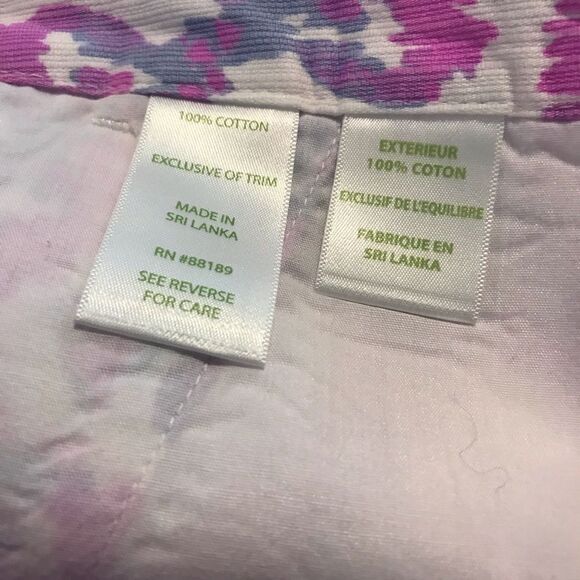 100% COTTON
EXCLUSIVE OF TRIM
MADE IN
SRI LANKA
RN #88189
SEE REVERSE
FOR CARE
EXTERIEUR
100% COTON
EXCLUSIF DE L'EQUILIBRE
FABRIQUE EN
SRI LANKA